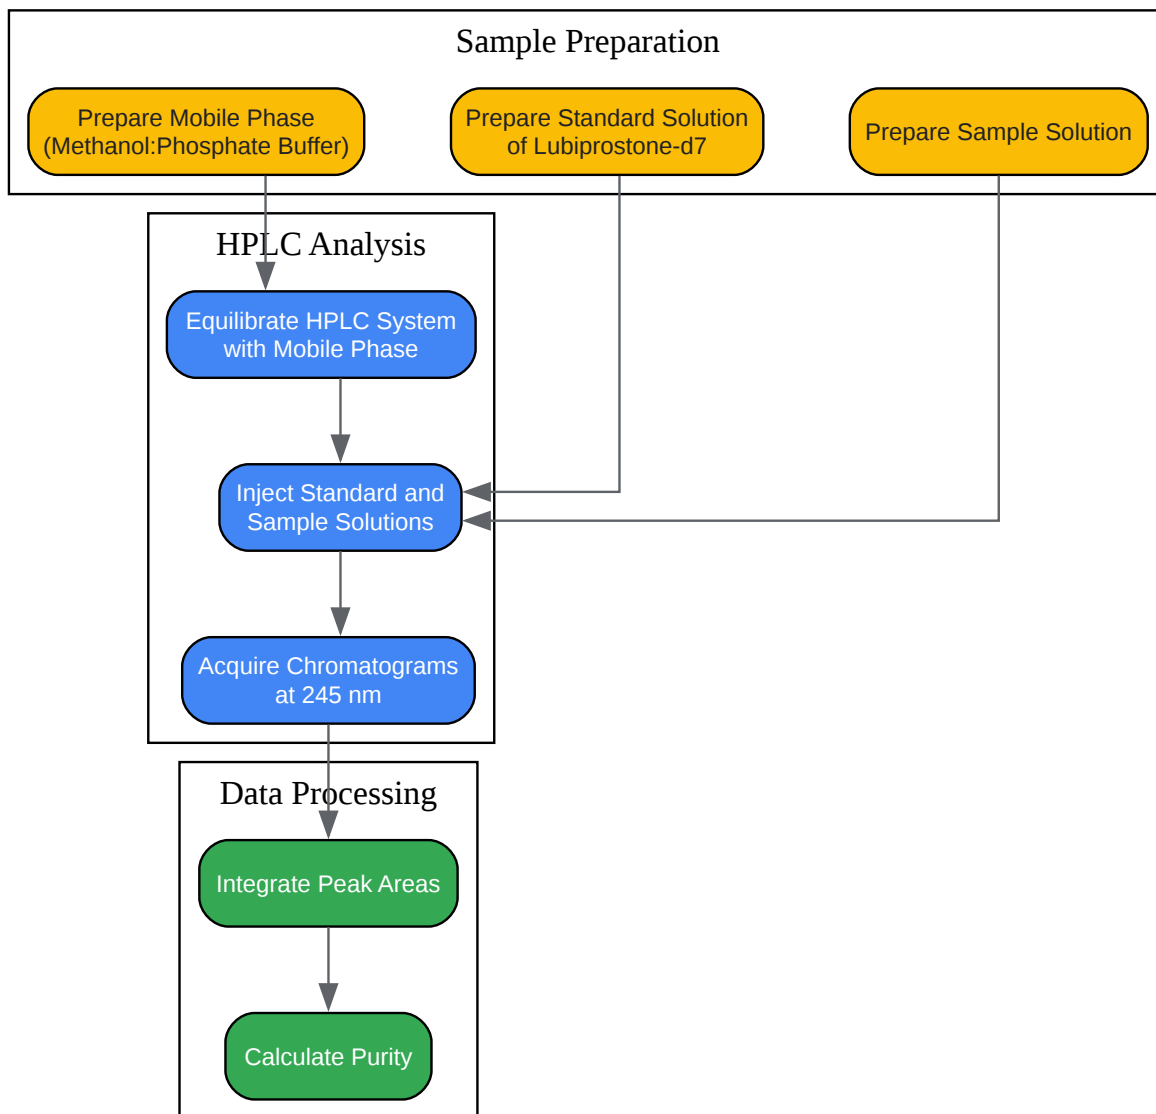 Sample Preparation
Prepare Mobile Phase
(Methanol:Phosphate Buffer)
Prepare Standard Solution
of Lubiprostone-d7
Prepare Sample Solution
HPLC Analysis
Equilibrate HPLC System
with Mobile Phase
Inject Standard and
Sample Solutions
Acquire Chromatograms
at 245 nm
Data Processing
Integrate Peak Areas
Calculate Purity